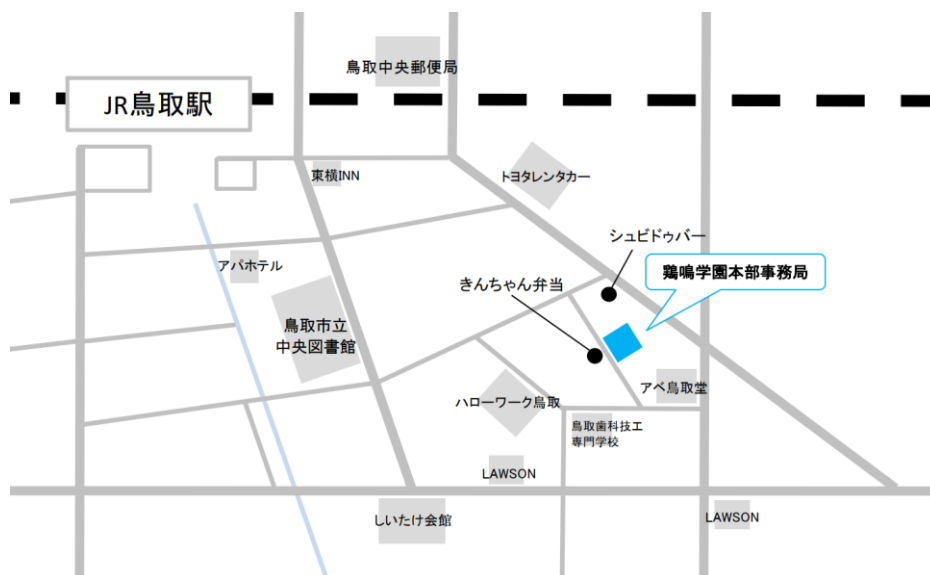 鳥取中央郵便局
JR鳥取駅
東横INN
トヨタレンタカー
シュビドゥバー
鶏鳴学園本部事務局
アパホテル
きんちゃん弁当
鳥取市立
中央図書館
アベ鳥取堂
ハローワーク鳥取
鳥取歯科技工
専門学校
LAWSON
しいたけ会館
LAWSON